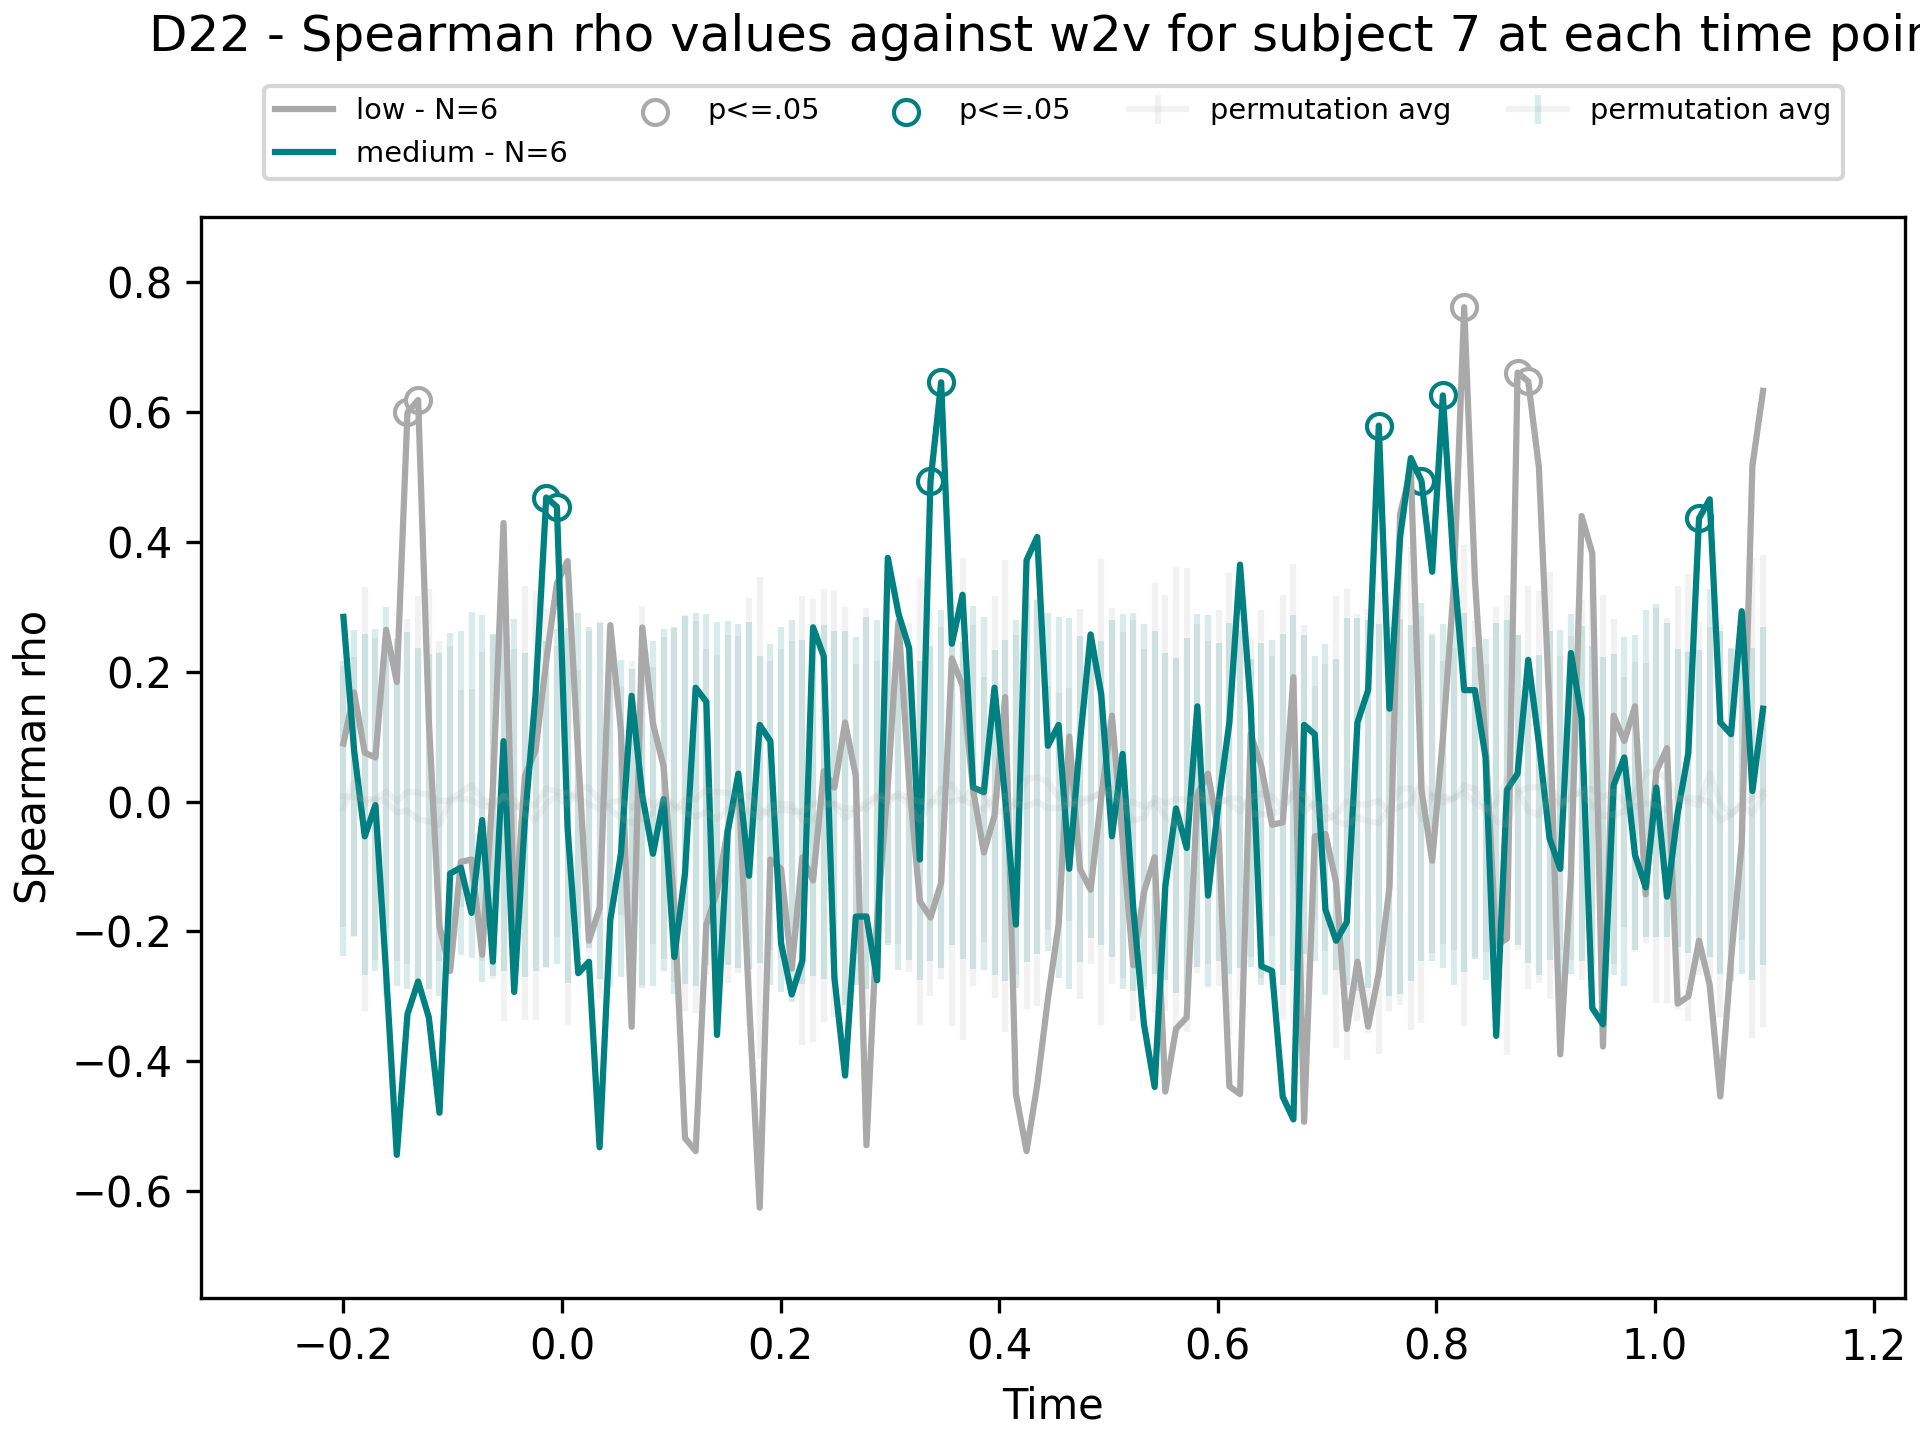 D22 - Spearman rho values against w2v for subject 7 at each time poin
low - N=6 p<=.05 p<=.05 permutation avg permutation avg
medium - N=6
0.8
0.6
0.4
0.2
0.0
−0.2
−0.4
−0.6
Spearman rho
−0.2 0.0 0.2 0.4 0.6 0.8 1.0 1.2
Time